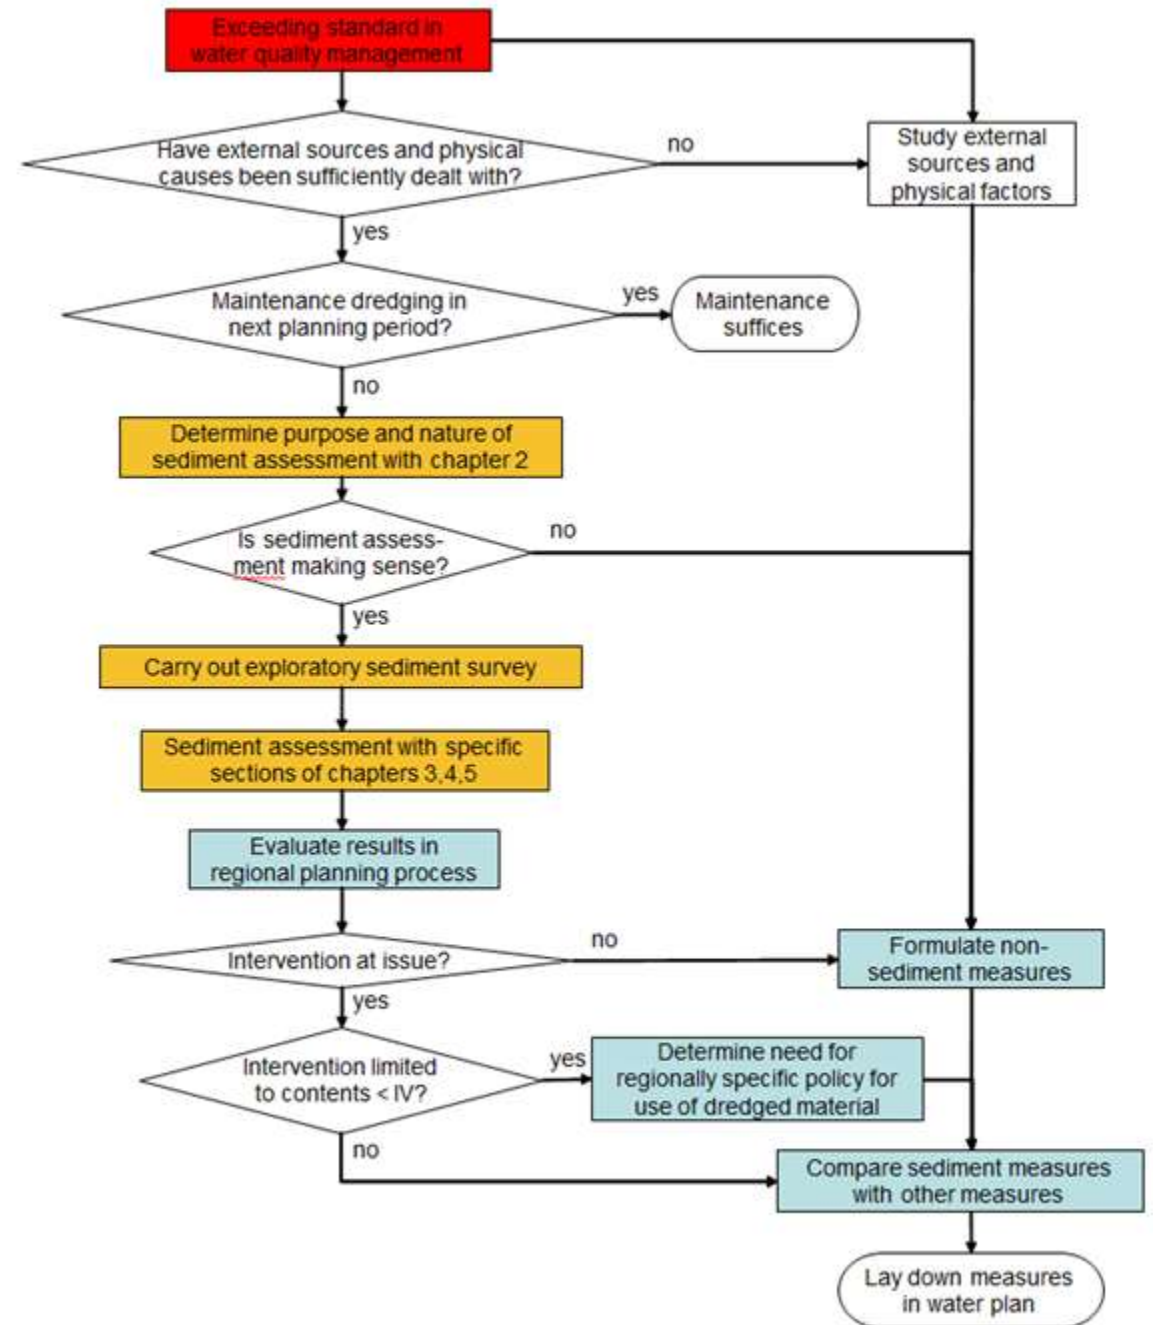 Exceeding standard in
water quality management
Have external sources and physical
causes been sufficiently dealt with?
no
Study external
sources and
physical factors
yes
Maintenance dredging in
next planning period?
yes
Maintenance
suffices
no
Determine purpose and nature of
sediment assessment with chapter 2
Is sediment assess-
ment making sense?
no
yes
Carry out exploratory sediment survey
Sediment assessment with specific
sections of chapters 3,4,5
Evaluate results in
regional planning process
Intervention at issue?
no
Formulate non-
sediment measures
yes
Intervention limited
to contents < IV?
yes
Determine need for
regionally specific policy for
use of dredged material
no
Compare sediment measures
with other measures
Lay down measures
in water plan